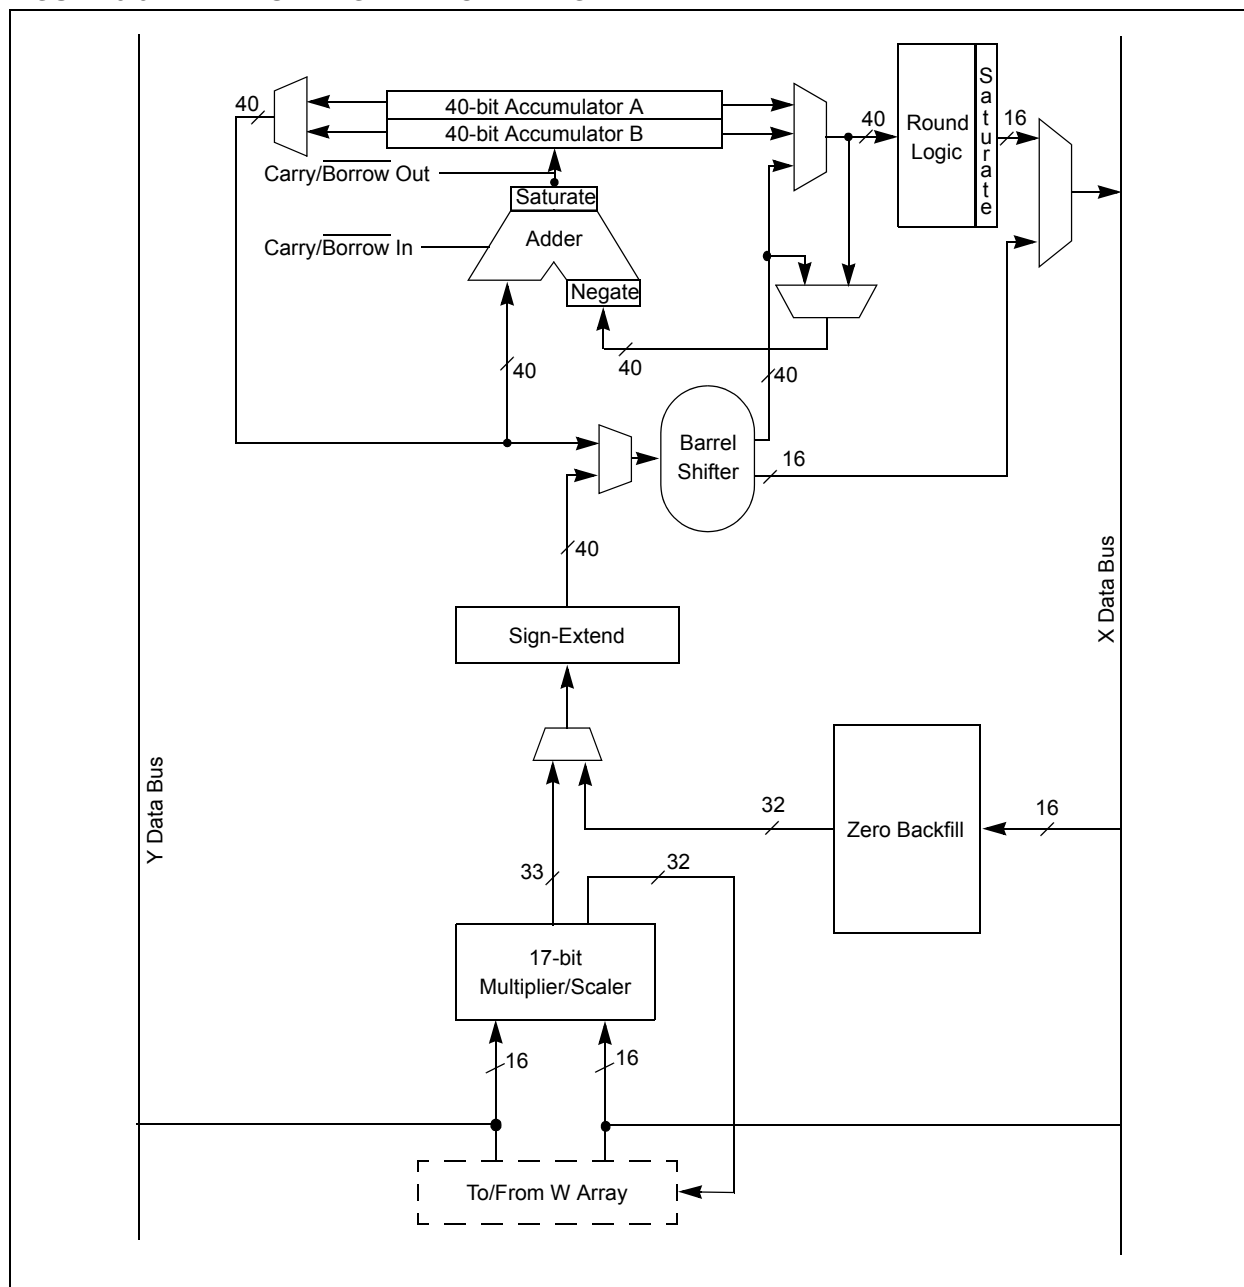 40
40-bit Accumulator A
40-bit Accumulator B
Carry/Borrow Out
Saturate
Carry/Borrow In
Adder
Negate
40
Round
Logic
Saturate
16
40
40
40
Barrel
Shifter
16
40
Sign-Extend
X Data Bus
Y Data Bus
32
Zero Backfill
16
33
32
17-bit
Multiplier/Scaler
16
16
To/From W Array